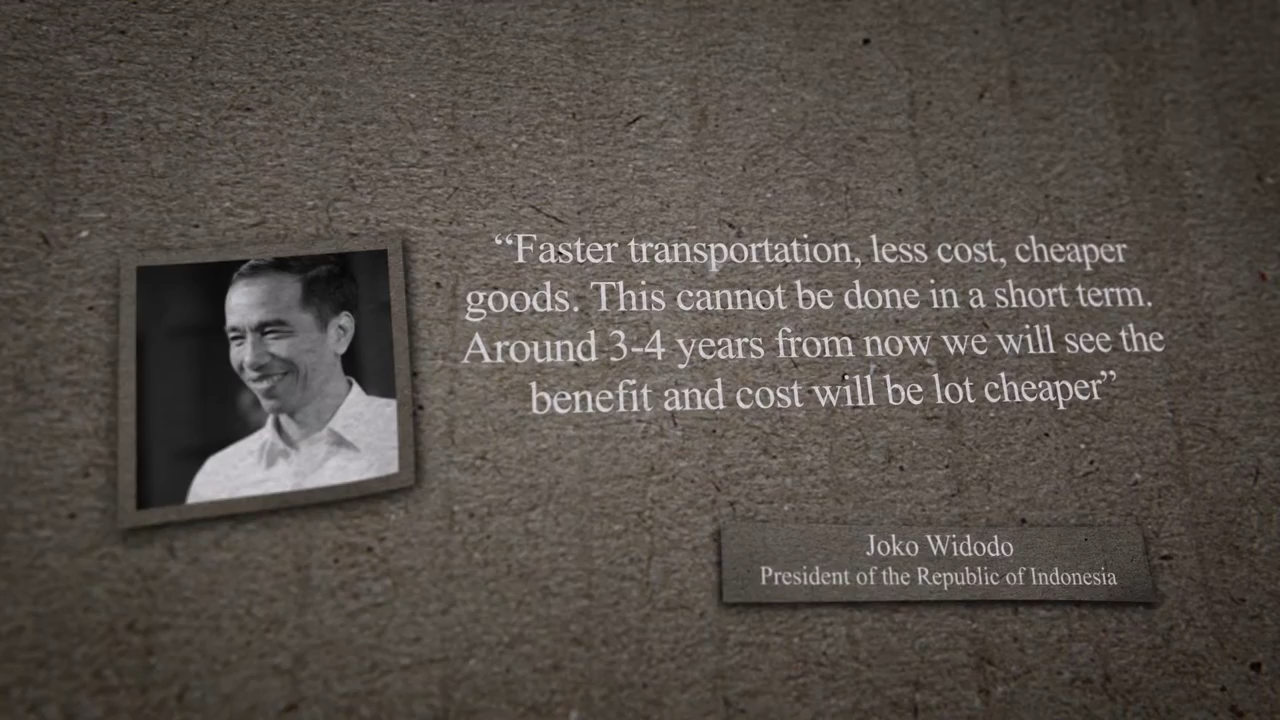 “Faster transportation, less cost, cheaper
goods. This cannot be done in a short term.
Around 3-4 years from now we will see the
benefit and cost will be lot cheaper”
Joko Widodo
President of the Republic of Indonesia